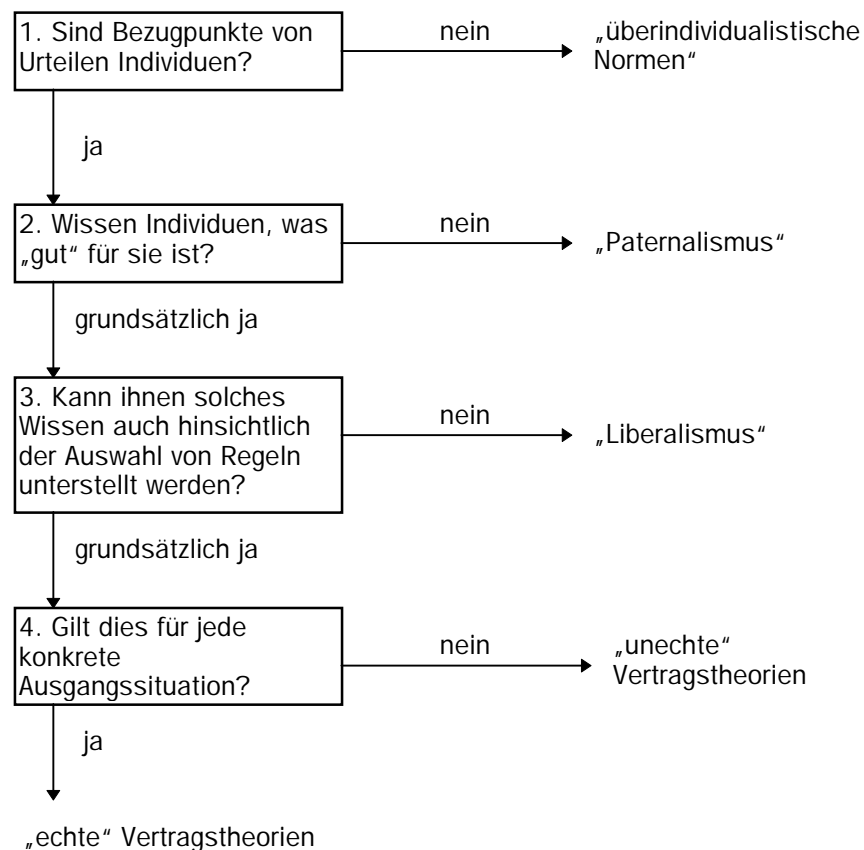 1. Sind Bezugpunkte von
Urteilen Individuen?
nein
„überindividualistische
Normen“
ja
2. Wissen Individuen, was
„gut“ für sie ist?
nein
„Paternalismus“
grundsätzlich ja
3. Kann ihnen solches
Wissen auch hinsichtlich
der Auswahl von Regeln
unterstellt werden?
nein
„Liberalismus“
grundsätzlich ja
4. Gilt dies für jede
konkrete
Ausgangssituation?
nein
„unechte“
Vertragstheorien
ja
„echte“ Vertragstheorien